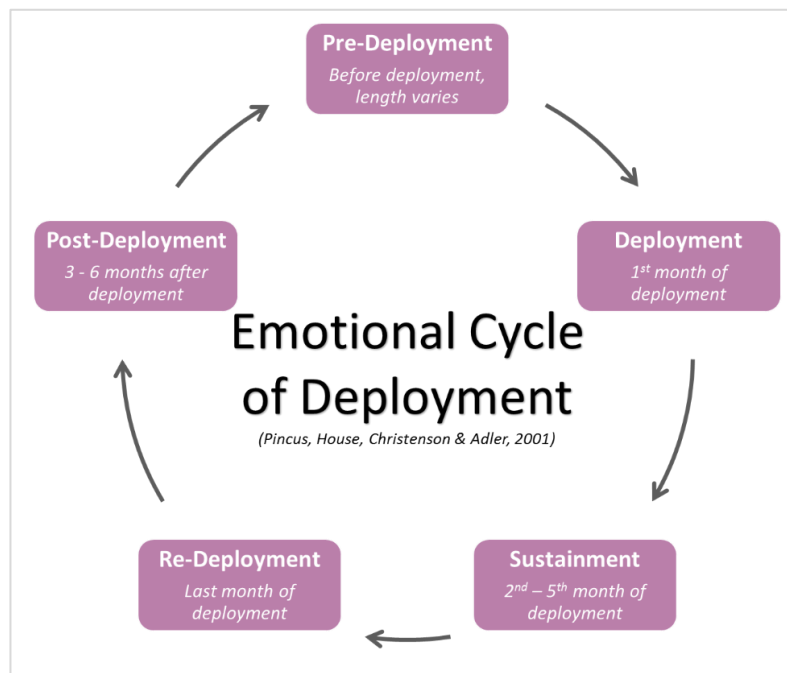 Pre-Deployment
Before deployment,
length varies
Deployment
1st month of
deployment
Sustainment
2nd – 5th month of
deployment
Re-Deployment
Last month of
deployment
Post-Deployment
3 - 6 months after
deployment
Emotional Cycle
of Deployment
(Pincus, House, Christenson & Adler, 2001)